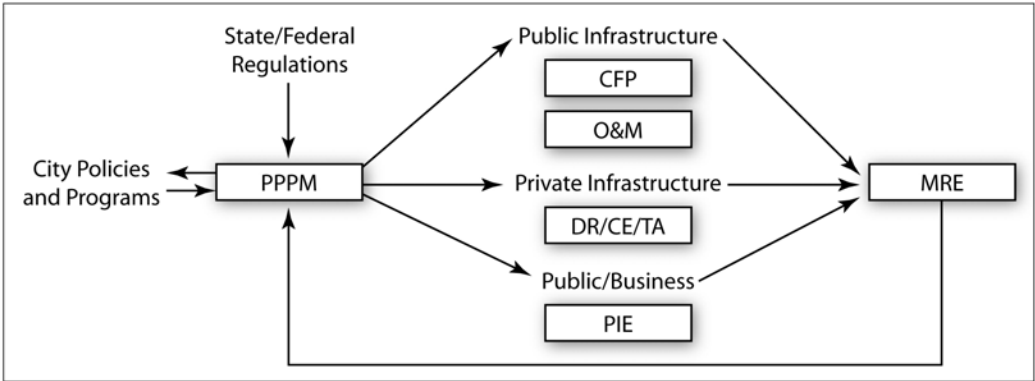 State/Federal
Regulations
City Policies
and Programs
PPPM
Public Infrastructure
CFP
O&M
Private Infrastructure
DR/CE/TA
Public/Business
PIE
MRE